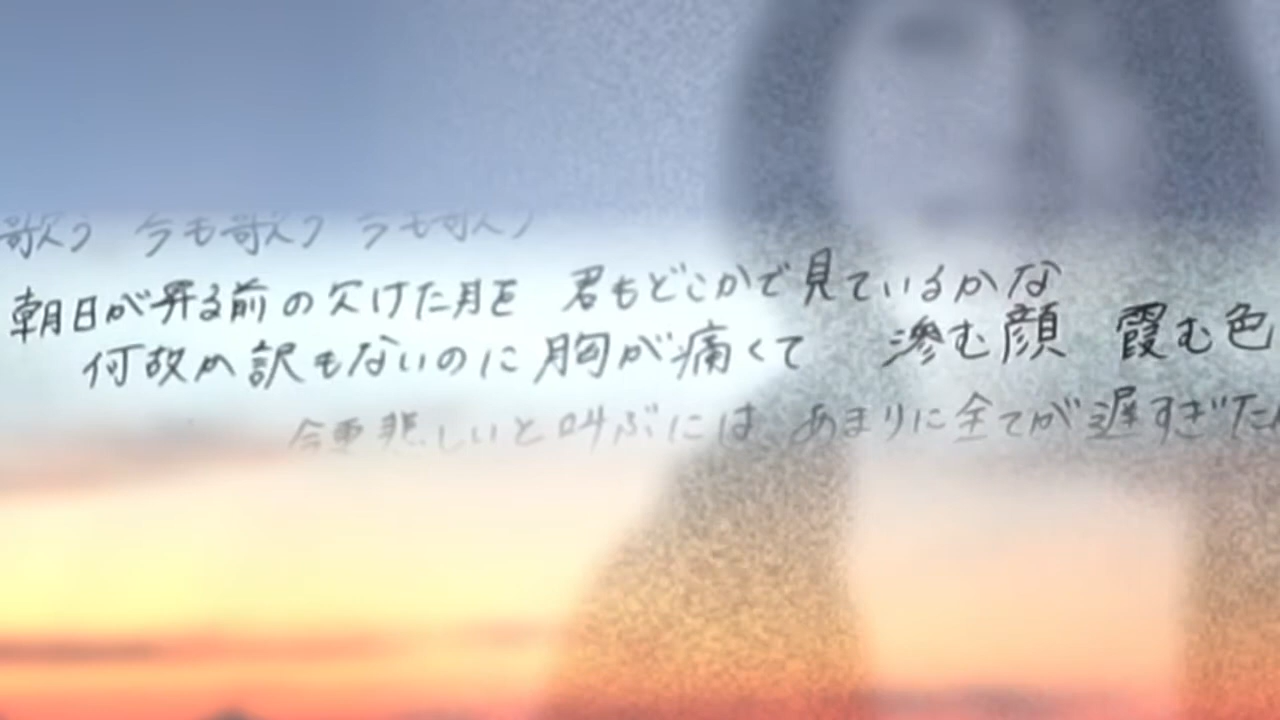 歌う 今も歌う 今も歌う
朝日が昇る前の欠けた月を 君もどこかで見ているかな
何故か訳もないのに胸が痛くて 滲む顔 霞む色
今更悲しいと叫ぶには あまりに全てが遅すぎた